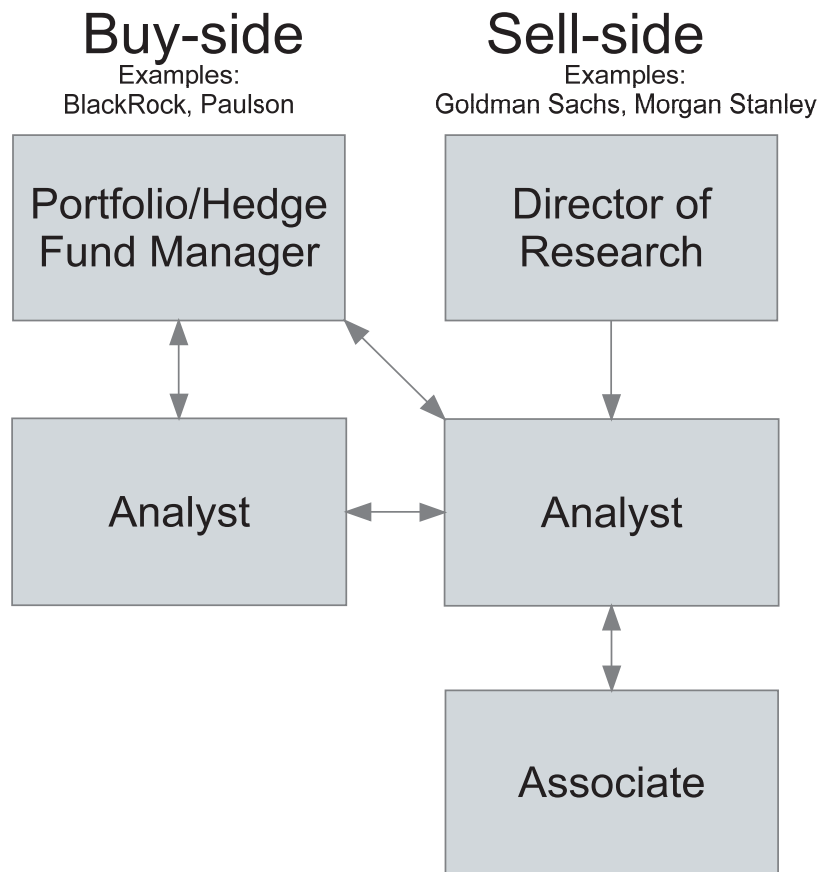 Buy-side
Examples:
BlackRock, Paulson
Sell-side
Examples:
Goldman Sachs, Morgan Stanley
Portfolio/Hedge
Fund Manager
Director of
Research
Analyst
Analyst
Associate